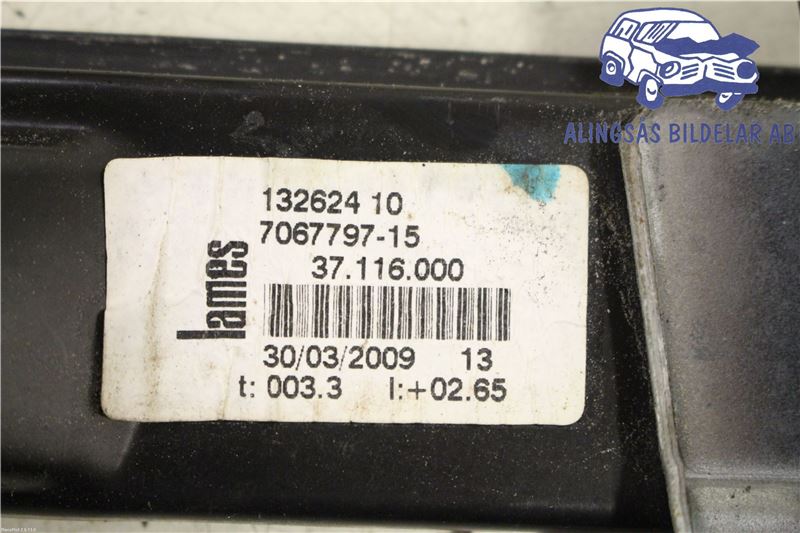 ALINGSÅS BILDELAR AB
132624 10
7067797-15
37.116.000
lames
30/03/2009 13
t: 003.3 l:+02.65